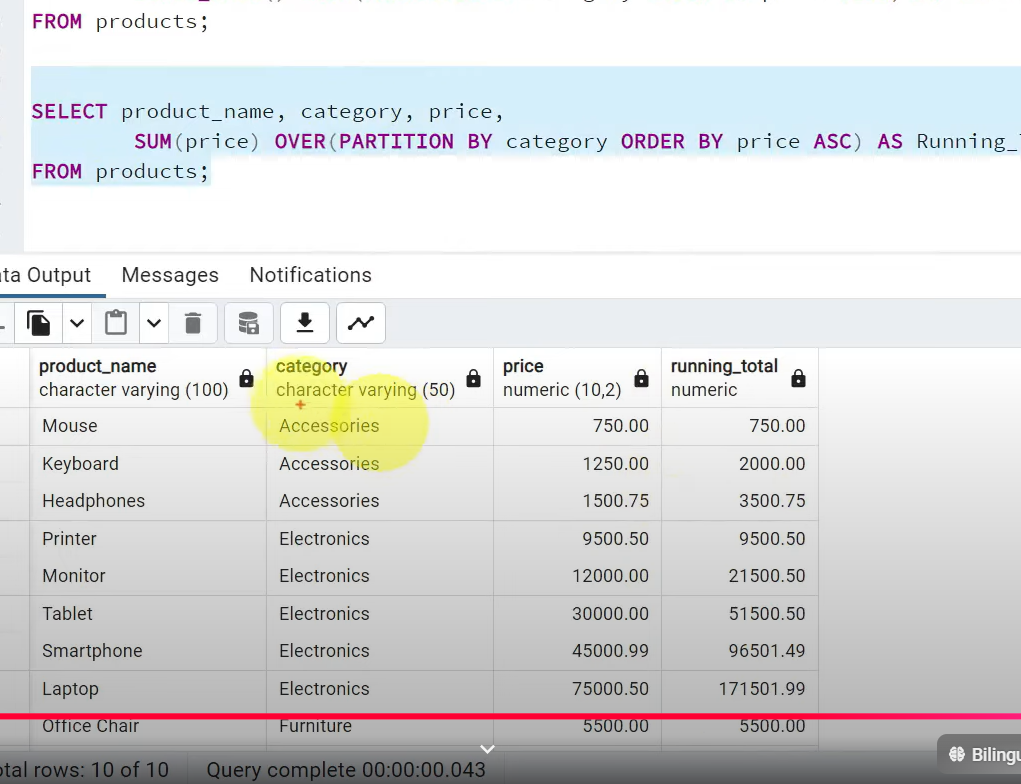 FROM products;
SELECT product_name, category, price,
SUM(price) OVER(PARTITION BY category ORDER BY price ASC) AS Running_
FROM products;
ta Output Messages Notifications
product_name category price running_total
character varying (100) character varying (50) numeric (10,2) numeric
Mouse Accessories 750.00 750.00
Keyboard Accessories 1250.00 2000.00
Headphones Accessories 1500.75 3500.75
Printer Electronics 9500.50 9500.50
Monitor Electronics 12000.00 21500.50
Tablet Electronics 30000.00 51500.50
Smartphone Electronics 45000.99 96501.49
Laptop Electronics 75000.50 171501.99
Office Chair Furniture 5500.00 5500.00
otal rows: 10 of 10 Query complete 00:00:00.043
Bilingu